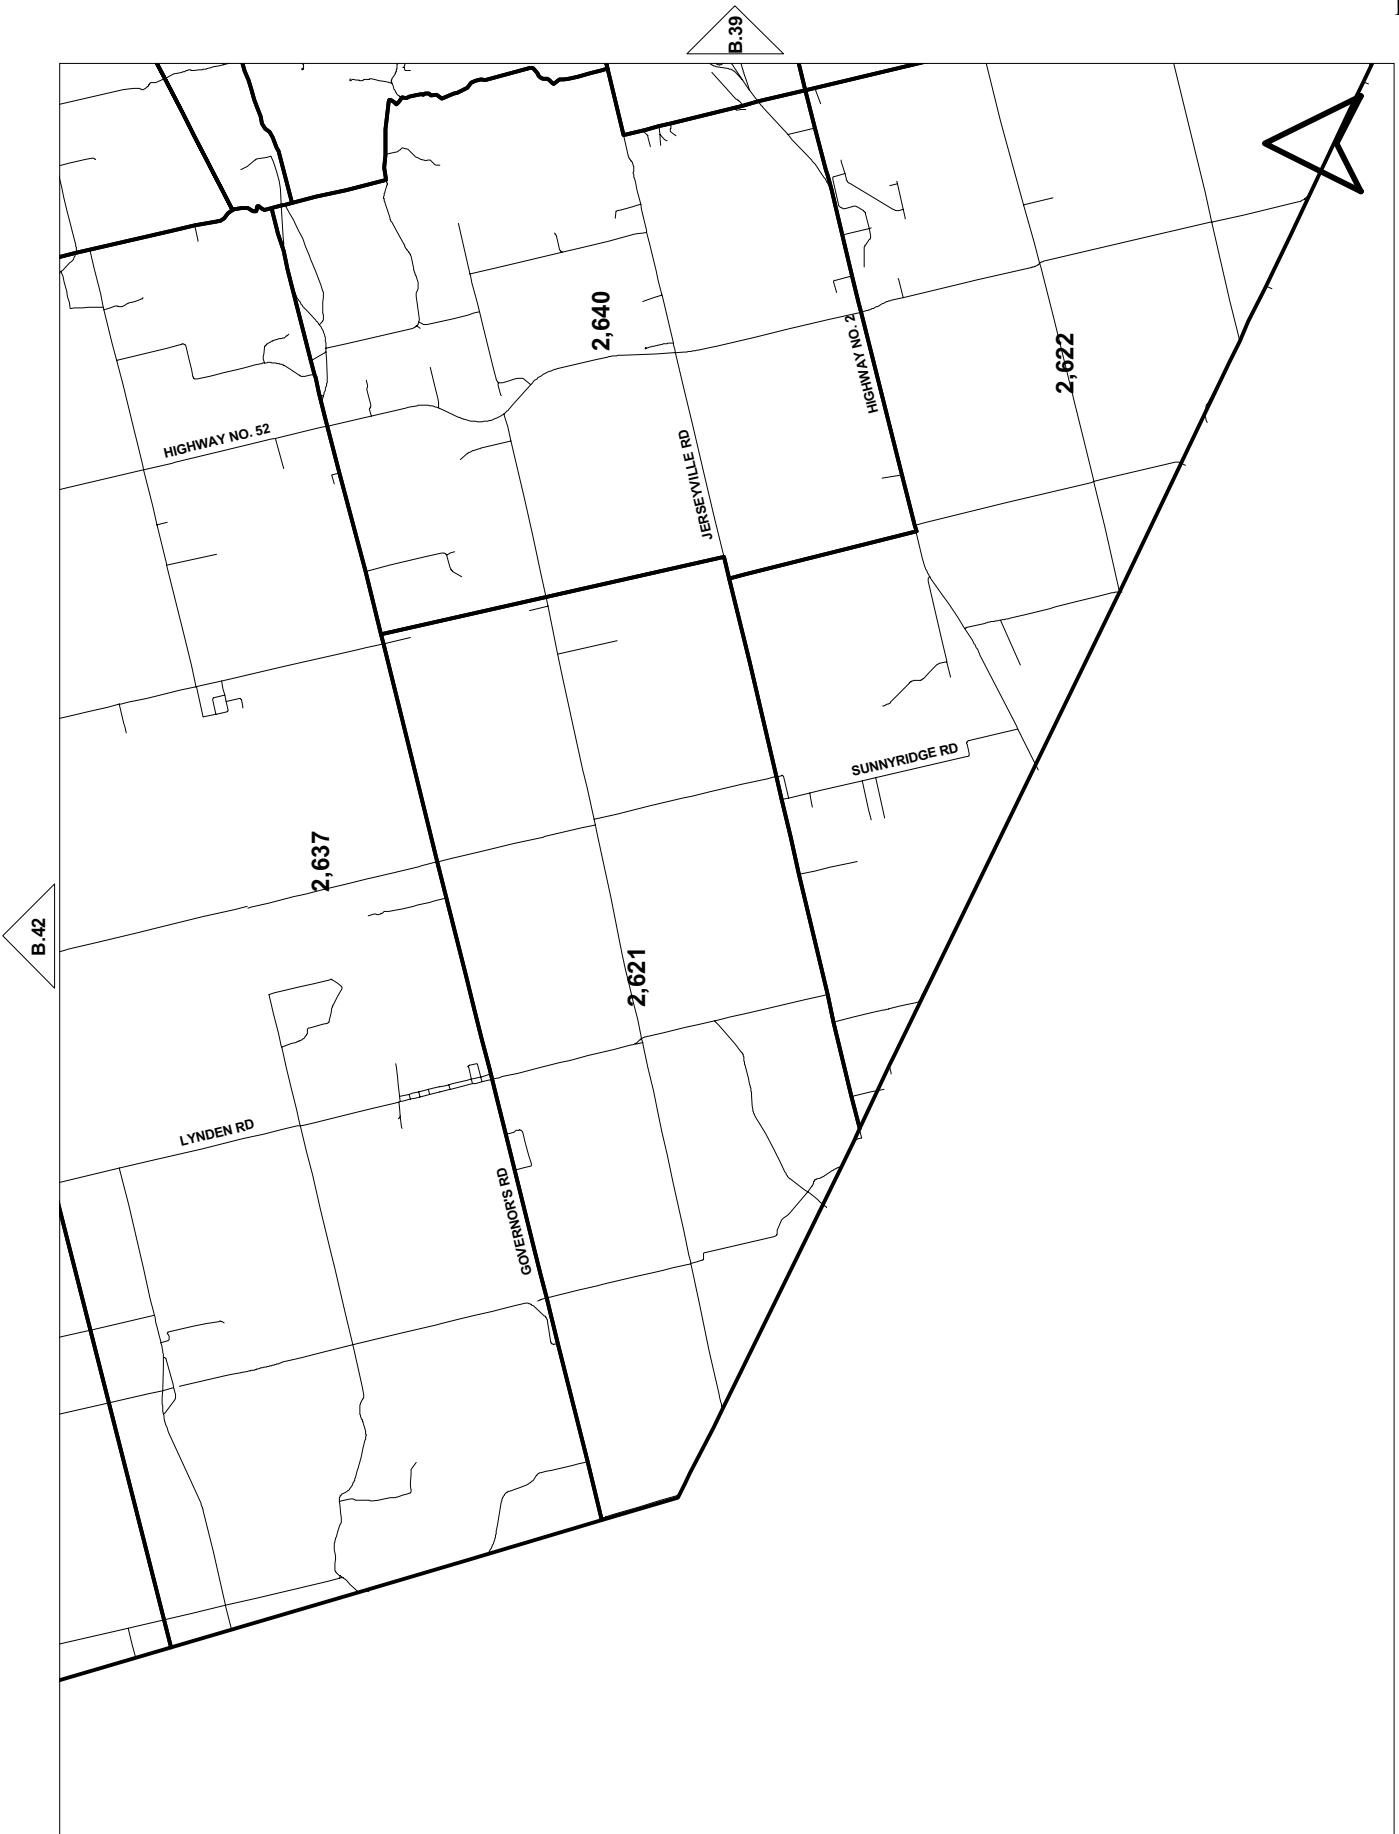 B.39
B.42
HIGHWAY NO. 52
2,640
HIGHWAY NO. 2
2,622
JERSEYVILLE RD
SUNNYRIDGE RD
2,637
2,621
LYNDEN RD
GOVERNOR'S RD